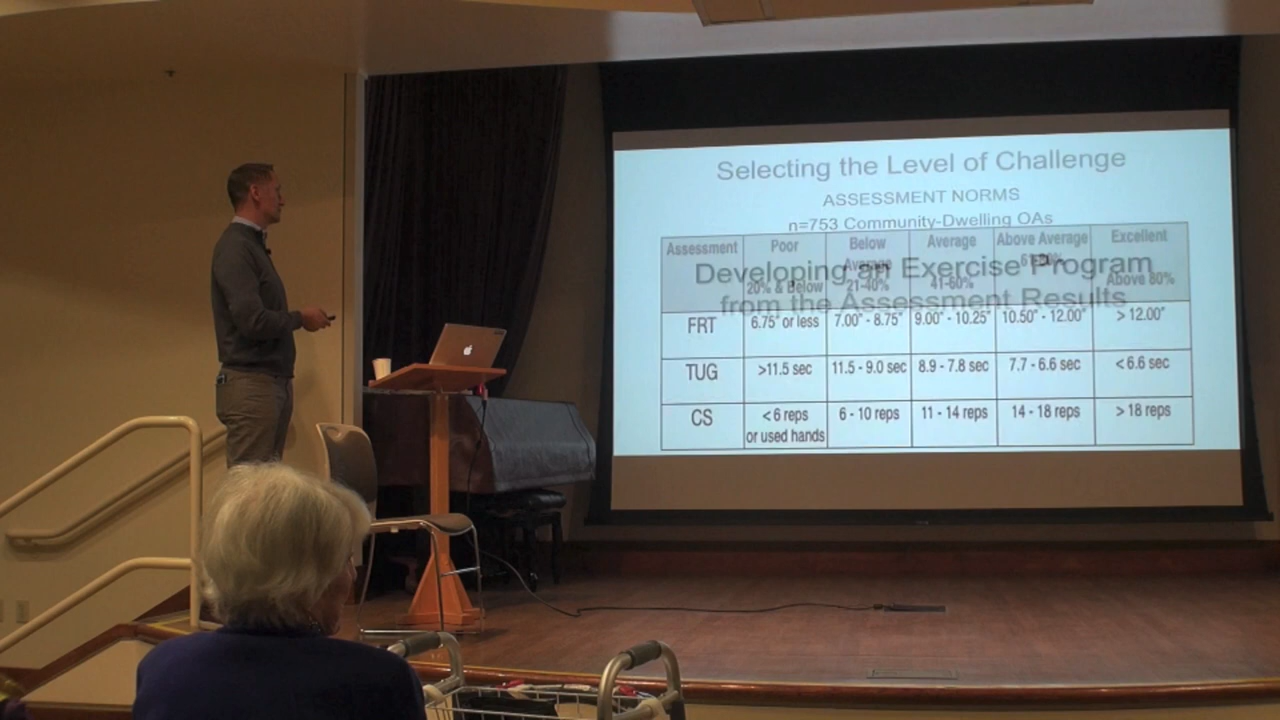 Selecting the Level of Challenge
ASSESSMENT NORMS
n=753 Community-Dwelling OAs
Assessment Poor Below Average Average Above Average Excellent
20% & Below 21-40% 41-60% Above 80%
Developing an Exercise Program
from the Assessment Results
FRT 6.75" or less 7.00" - 8.75" 9.00" - 10.25" 10.50" - 12.00" > 12.00"
TUG >11.5 sec 11.5 - 9.0 sec 8.9 - 7.8 sec 7.7 - 6.6 sec < 6.6 sec
CS < 6 reps 6 - 10 reps 11 - 14 reps 14 - 18 reps > 18 reps
or used hands